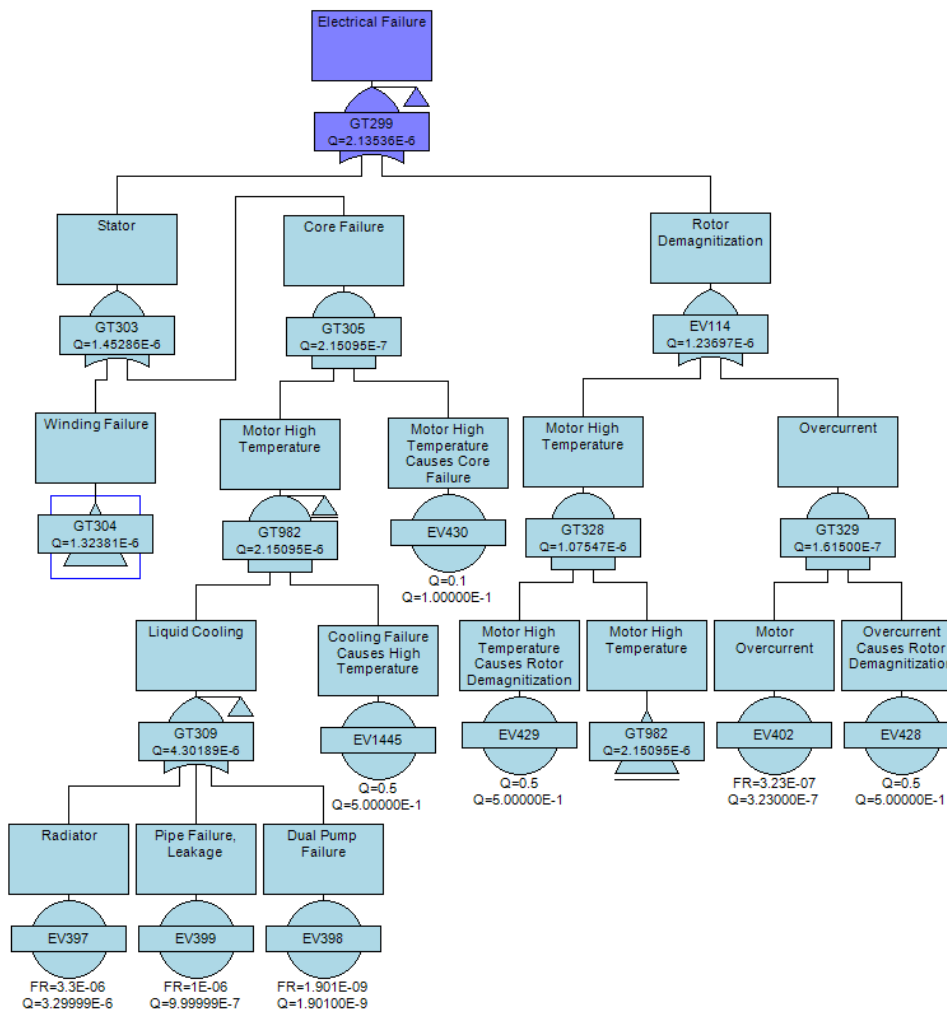 Electrical Failure
GT299
Q=2.13536E-6
Stator
GT303
Q=1.45286E-6
Core Failure
GT305
Q=2.15095E-7
Rotor
Demagnitization
EV114
Q=1.23697E-6
Winding Failure
GT304
Q=1.32381E-6
Motor High
Temperature
GT982
Q=2.15095E-6
Motor High
Temperature
Causes Core
Failure
EV430
Q=0.1
Q=1.00000E-1
Motor High
Temperature
GT328
Q=1.07547E-6
Overcurrent
GT329
Q=1.61500E-7
Liquid Cooling
GT309
Q=4.30189E-6
Cooling Failure
Causes High
Temperature
EV1445
Q=0.5
Q=5.00000E-1
Motor High
Temperature
Causes Rotor
Demagnitization
EV429
Q=0.5
Q=5.00000E-1
Motor High
Temperature
GT982
Q=2.15095E-6
Motor
Overcurrent
EV402
FR=3.23E-07
Q=3.23000E-7
Overcurrent
Causes Rotor
Demagnitization
EV428
Q=0.5
Q=5.00000E-1
Radiator
EV397
FR=3.3E-06
Q=3.29999E-6
Pipe Failure,
Leakage
EV399
FR=1E-06
Q=9.99999E-7
Dual Pump
Failure
EV398
FR=1.901E-09
Q=1.90100E-9